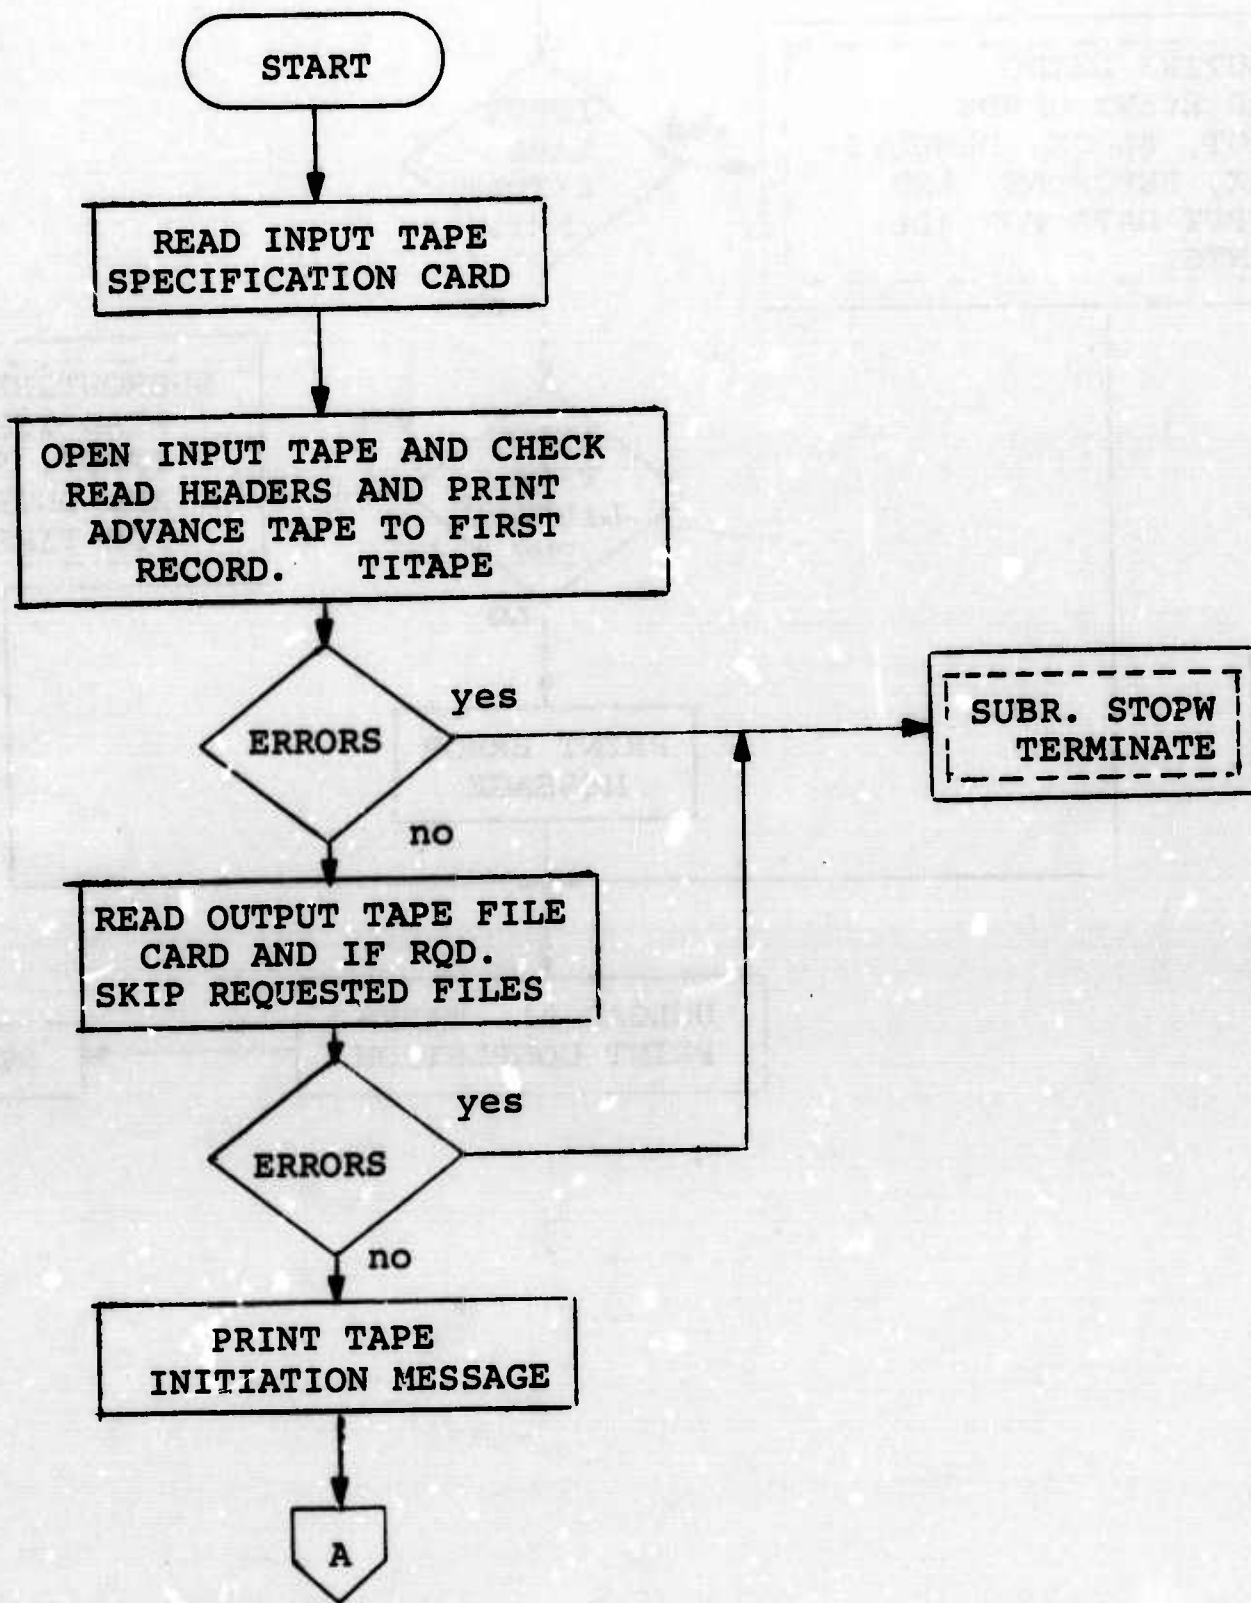 START
READ INPUT TAPE
SPECIFICATION CARD
OPEN INPUT TAPE AND CHECK
READ HEADERS AND PRINT
ADVANCE TAPE TO FIRST
RECORD. TITAPE
ERRORS
yes
SUBR. STOPW
TERMINATE
no
READ OUTPUT TAPE FILE
CARD AND IF RQD.
SKIP REQUESTED FILES
ERRORS
yes
no
PRINT TAPE
INITIATION MESSAGE
A